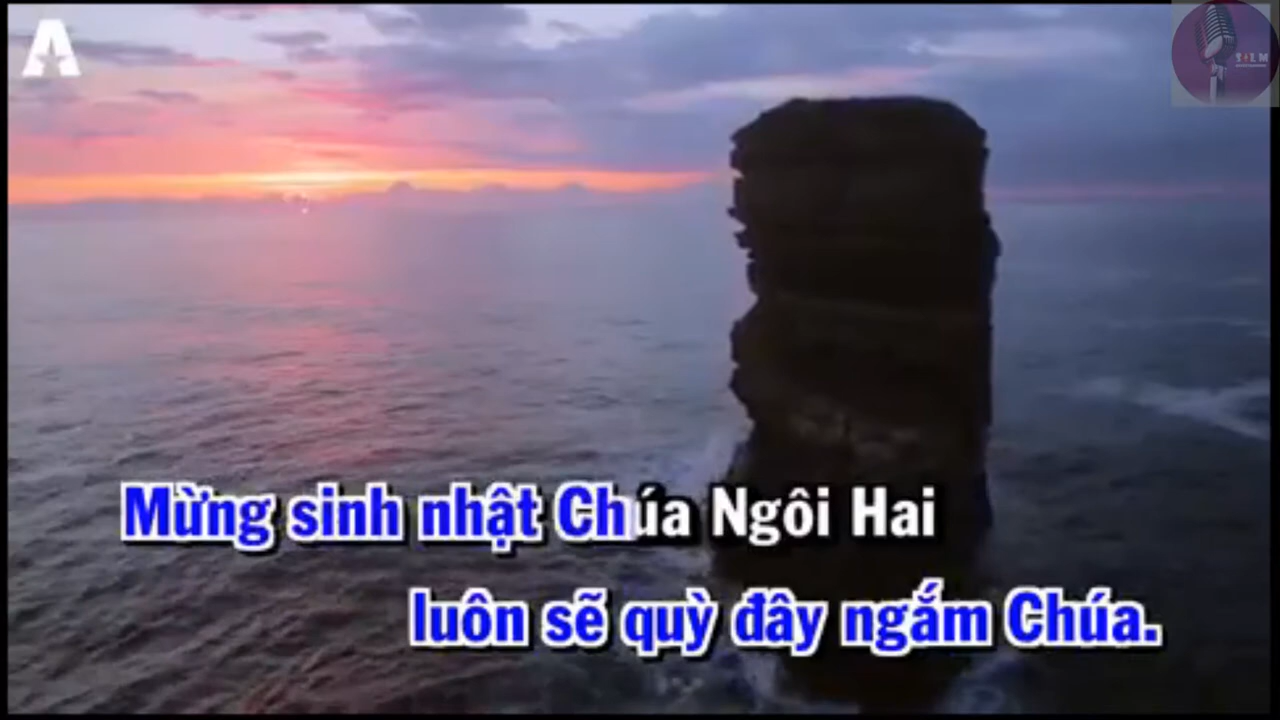 A
Mừng sinh nhật Chúa Ngôi Hai
luôn sẽ quỳ đây ngắm Chúa.